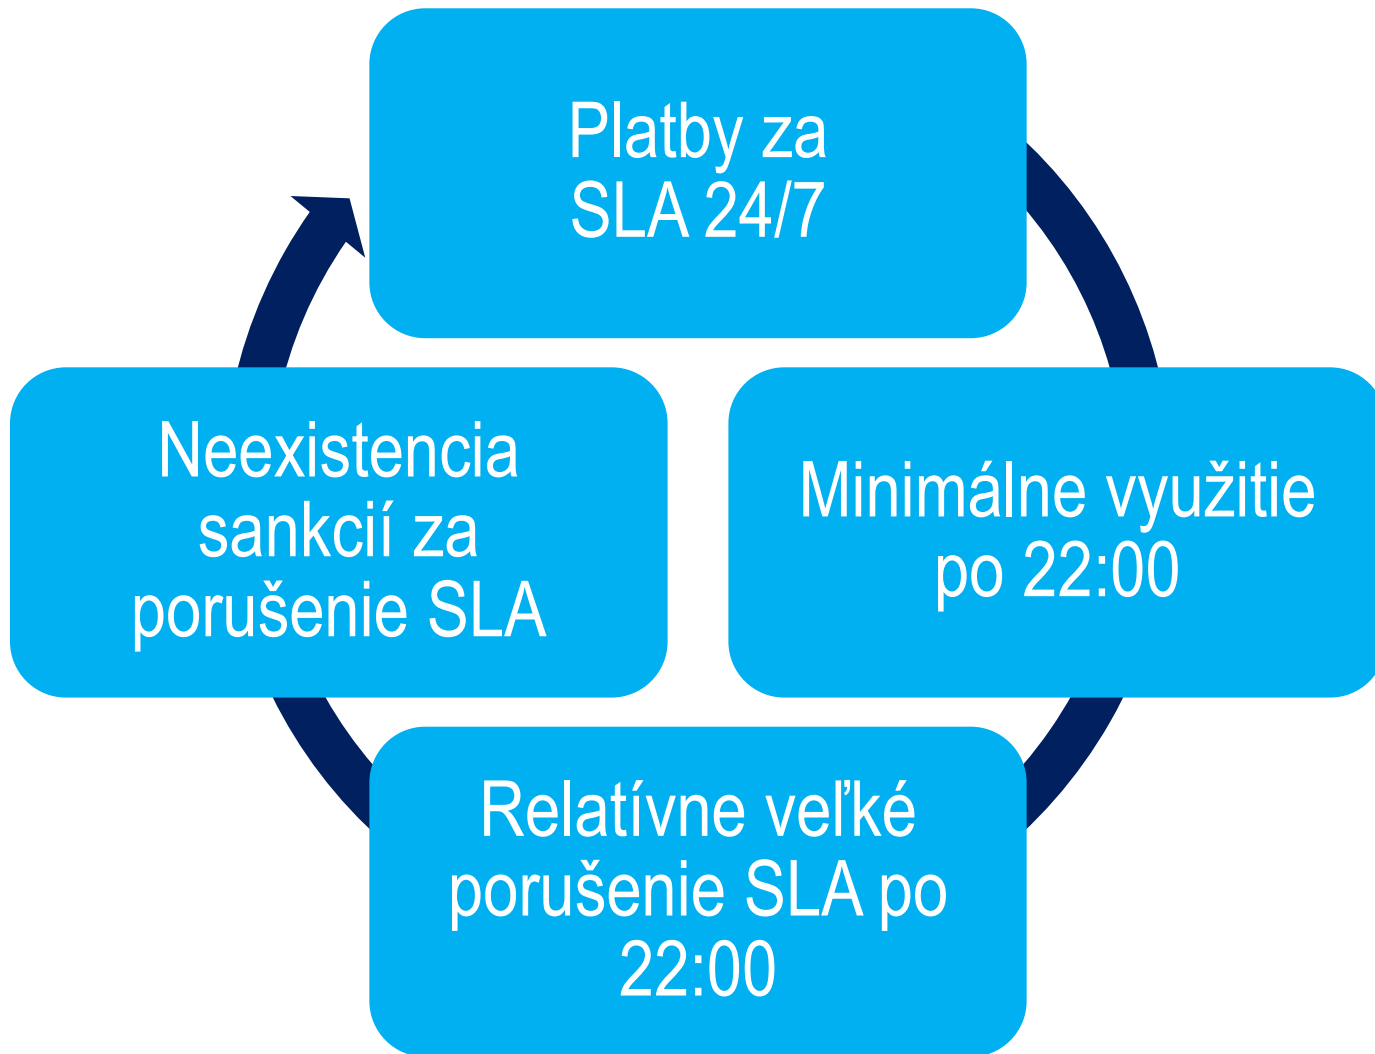 Platby za
SLA 24/7
Neexistencia
sankcií za
porušenie SLA
Minimálne využitie
po 22:00
Relatívne veľké
porušenie SLA po
22:00